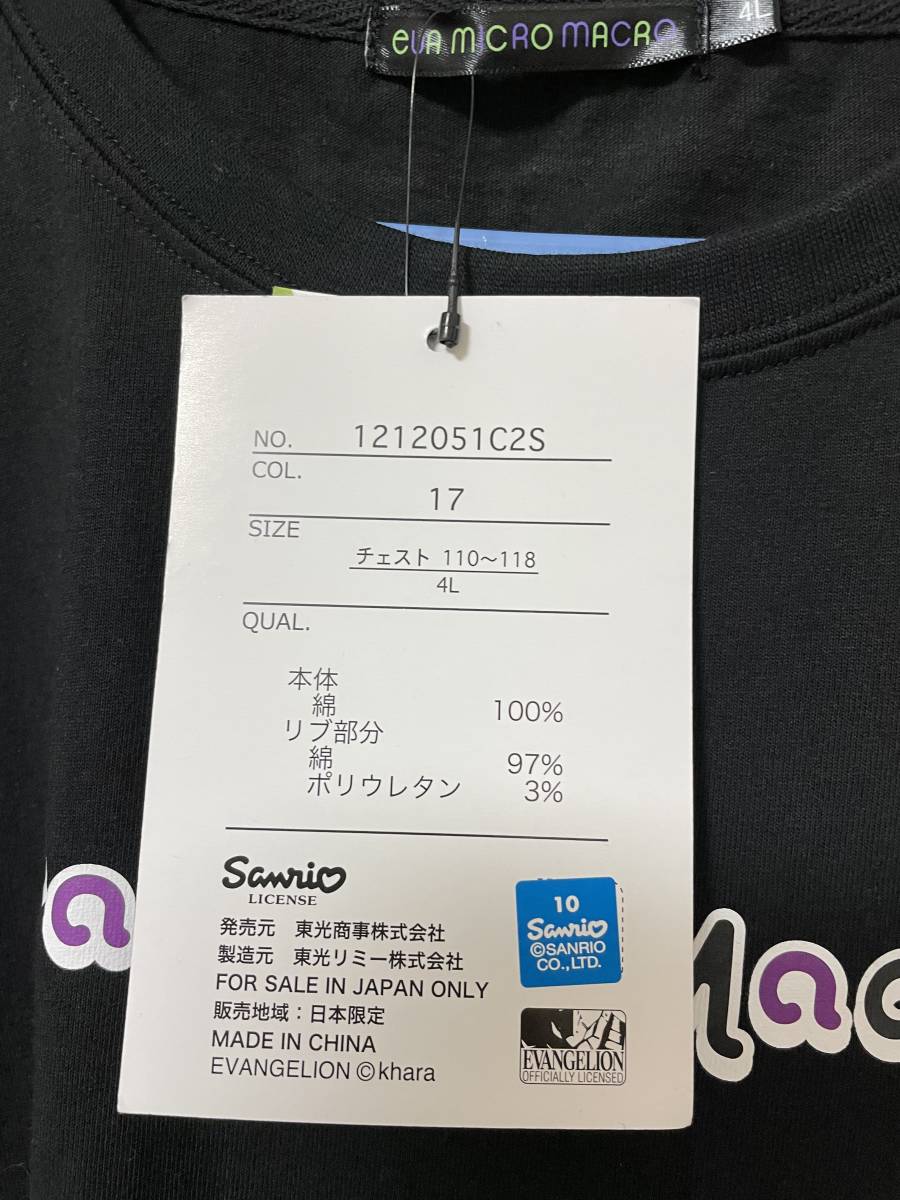 eva micro macro
4L
NO. 1212051C2S
COL.
17
SIZE
チェスト 110〜118
4L
QUAL.
本体
綿 100%
リブ部分
綿 97%
ポリウレタン 3%
Sanrio
LICENSE
発売元 東光商事株式会社
製造元 東光リミー株式会社
FOR SALE IN JAPAN ONLY
販売地域：日本限定
MADE IN CHINA
EVANGELION ©khara
10
Sanrio
©SANRIO
CO.,LTD.
EVANGELION
OFFICIALLY LICENSED
a
Mac